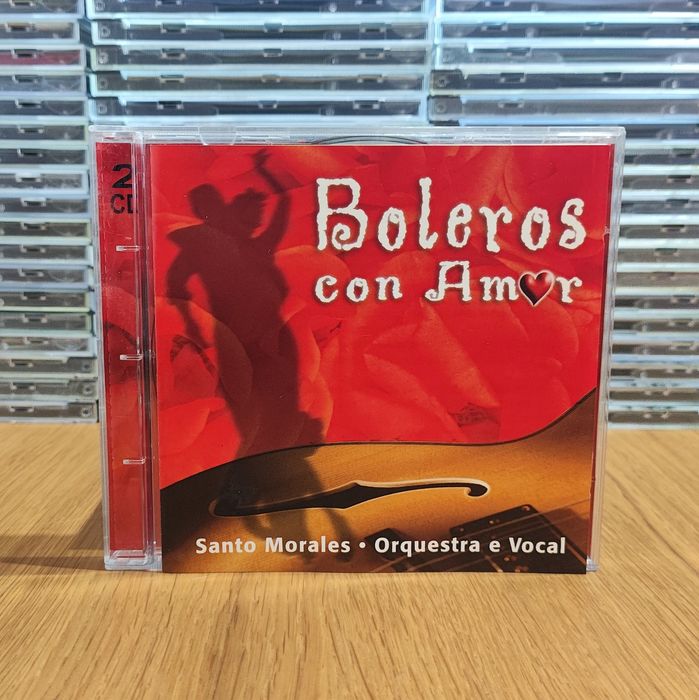 2
CD
Boleros
con Amor
Santo Morales • Orquestra e Vocal